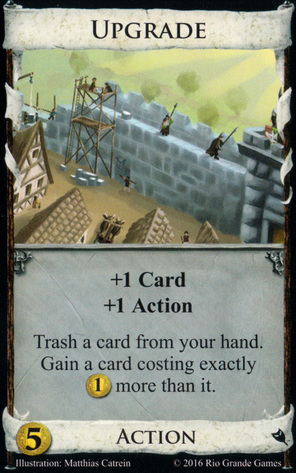 UPGRADE
+1 Card
+1 Action
Trash a card from your hand.
Gain a card costing exactly
1 more than it.
5 ACTION
Illustration: Matthias Catrein © 2016 Rio Grande Games